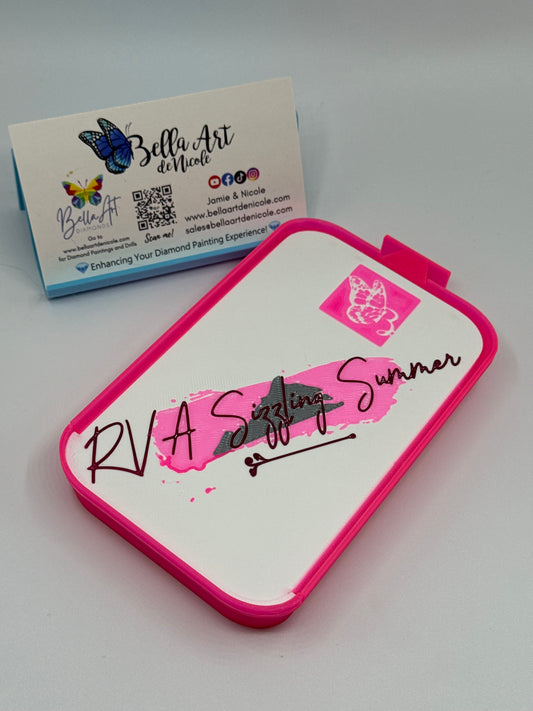 Bella Art
de Nicole
Bella Art
DIAMONDS
Go to
www.bellaartdenicole.com
for Diamond Paintings and Drills
Scan me!
Jamie & Nicole
www.bellaartdenicole.com
sales@bellaartdenicole.com
Enhancing Your Diamond Painting Experience!
RVA Sizzling Summer